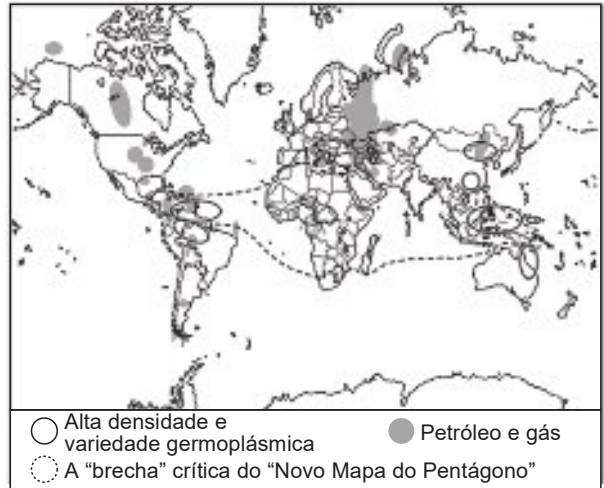 Alta densidade e
variedade germoplásmica
Petróleo e gás
A “brecha” crítica do “Novo Mapa do Pentágono”